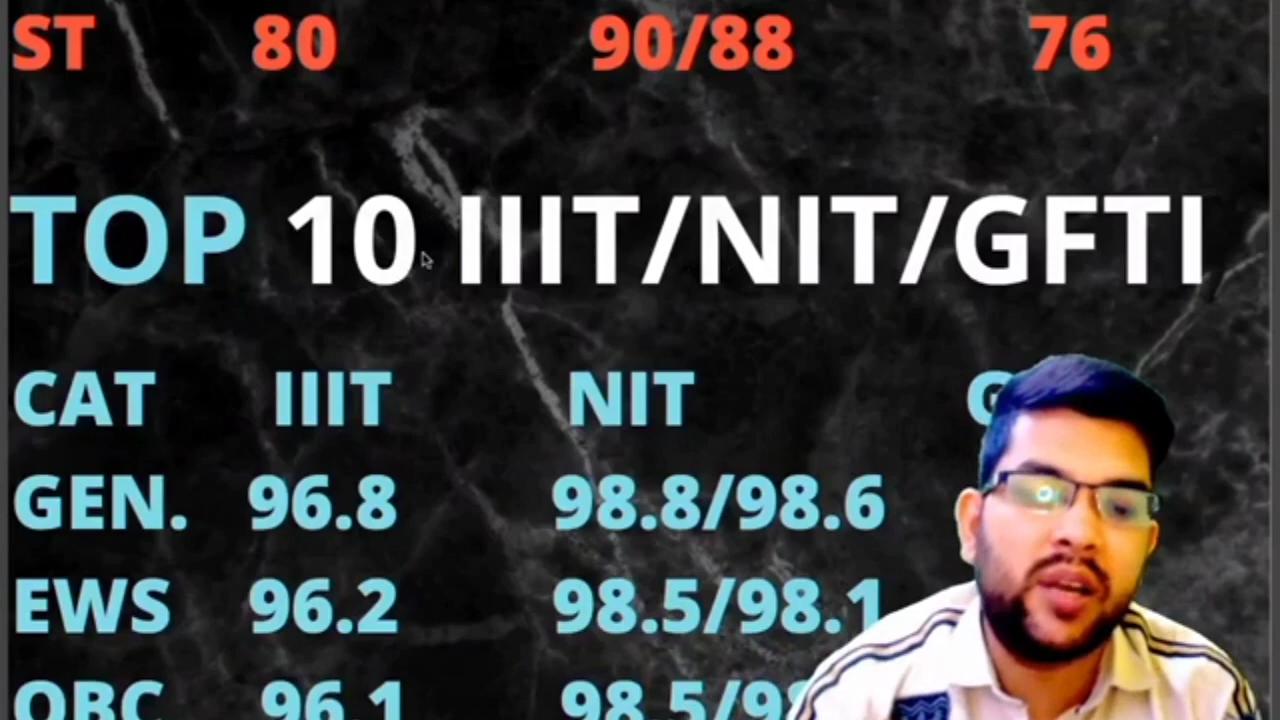 ST 80 90/88 76
TOP 10 IIIT/NIT/GFTI
CAT IIIT NIT
GEN. 96.8 98.8/98.6
EWS 96.2 98.5/98.1
OBC 96.1